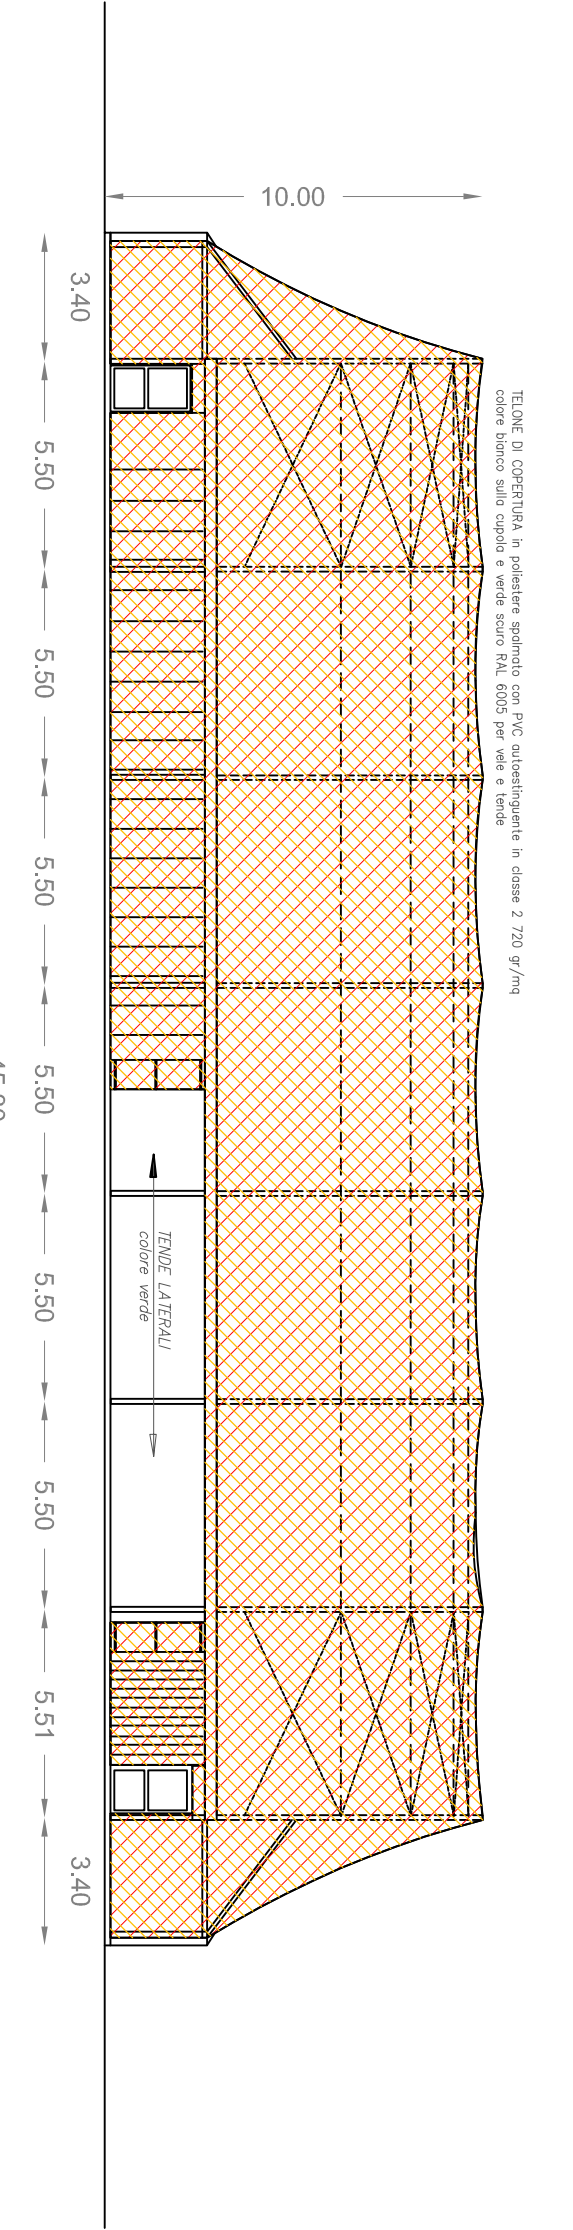 10.00
TELONE DI COPERTURA in poliestere spalmato con PVC autoestinguente in classe 2 720 gr/mq
colore bianco sulla cupola e verde scuro RAL 6005 per vele e tende
TENDE LATERALI
colore verde
3.40
5.50
5.50
5.50
5.50
5.50
5.50
5.51
3.40